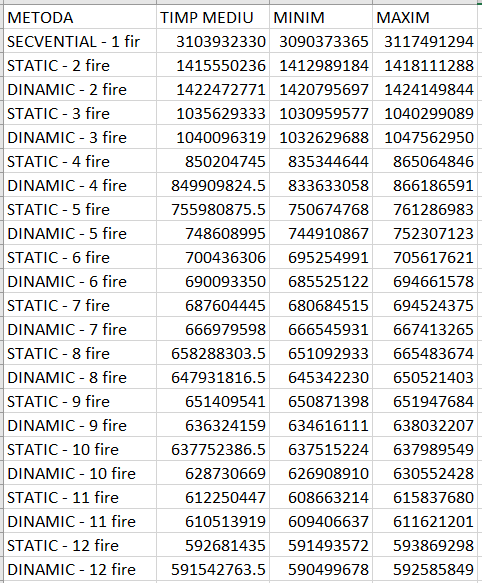 METODA TIMP MEDIU MINIM MAXIM
SECVENTIAL - 1 fir 3103932330 3090373365 3117491294
STATIC - 2 fire 1415550236 1412989184 1418111288
DINAMIC - 2 fire 1422472771 1420795697 1424149844
STATIC - 3 fire 1035629333 1030959577 1040299089
DINAMIC - 3 fire 1040096319 1032629688 1047562950
STATIC - 4 fire 850204745 835344644 865064846
DINAMIC - 4 fire 849909824.5 833633058 866186591
STATIC - 5 fire 755980875.5 750674768 761286983
DINAMIC - 5 fire 748608995 744910867 752307123
STATIC - 6 fire 700436306 695254991 705617621
DINAMIC - 6 fire 690093350 685525122 694661578
STATIC - 7 fire 687604445 680684515 694524375
DINAMIC - 7 fire 666979598 666545931 667413265
STATIC - 8 fire 658288303.5 651092933 665483674
DINAMIC - 8 fire 647931816.5 645342230 650521403
STATIC - 9 fire 651409541 650871398 651947684
DINAMIC - 9 fire 636324159 634616111 638032207
STATIC - 10 fire 637752386.5 637515224 637989549
DINAMIC - 10 fire 628730669 626908910 630552428
STATIC - 11 fire 612250447 608663214 615837680
DINAMIC - 11 fire 610513919 609406637 611621201
STATIC - 12 fire 592681435 591493572 593869298
DINAMIC - 12 fire 591542763.5 590499678 592585849